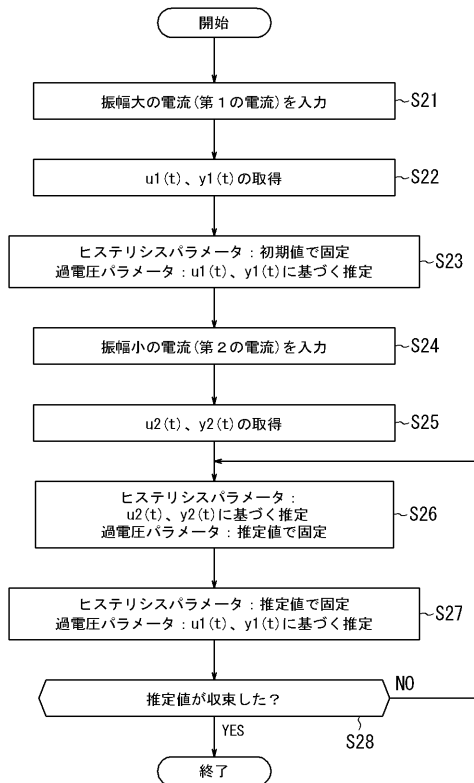 開始
振幅大の電流(第1の電流)を入力
S21
u1(t)、y1(t)の取得
S22
ヒステリシスパラメータ:初期値で固定
過電圧パラメータ:u1(t)、y1(t)に基づく推定
S23
振幅小の電流(第2の電流)を入力
S24
u2(t)、y2(t)の取得
S25
ヒステリシスパラメータ:
u2(t)、y2(t)に基づく推定
過電圧パラメータ:推定値で固定
S26
ヒステリシスパラメータ:推定値で固定
過電圧パラメータ:u1(t)、y1(t)に基づく推定
S27
推定値が収束した?
NO
S28
YES
終了